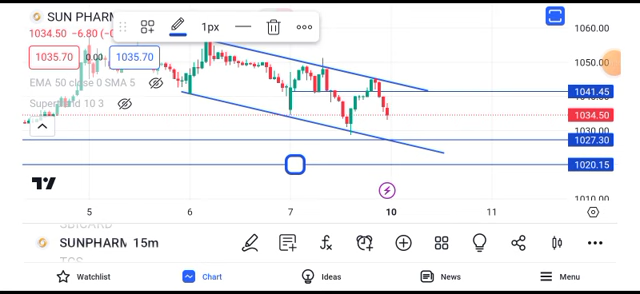 SUN PHARM
1px
1034.50 −6.80 (−
1035.70 0.00 1035.70
EMA 50 close 0 SMA 5
10 3
1060.00
1050.00
1041.45
1034.50
1030.00
1027.30
1020.15
1010.00
5 6 7 10 11
SUNPHARM 15m
Watchlist Chart Ideas News Menu